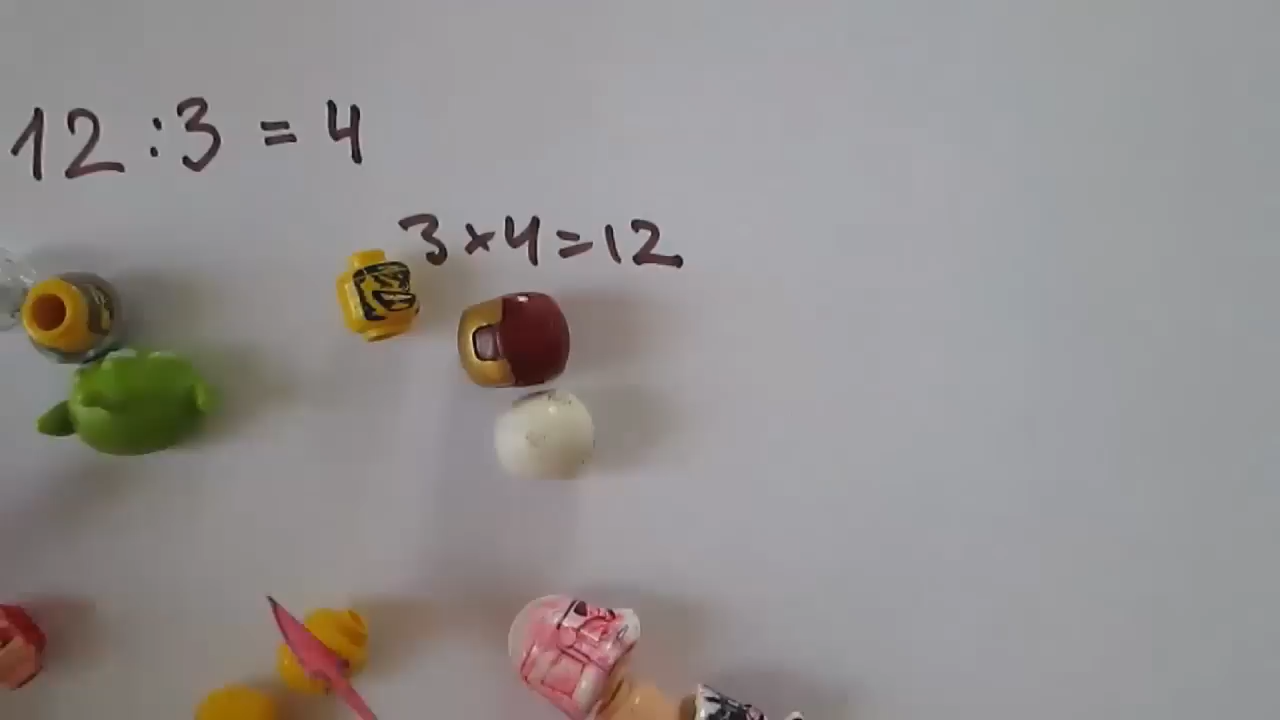 12 : 3 = 4
3 x 4 = 12